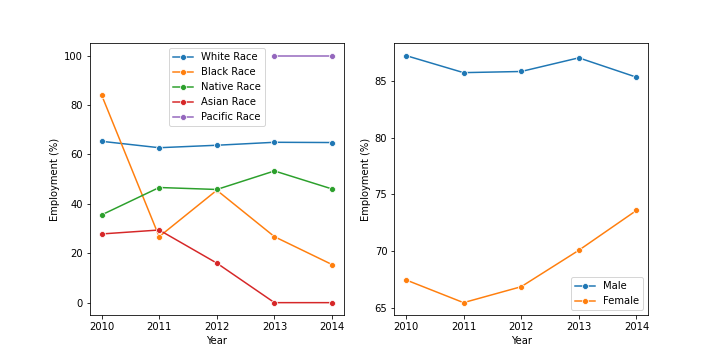 100
80
60
40
20
0
Employment (%)
2010 2011 2012 2013 2014
Year
White Race
Black Race
Native Race
Asian Race
Pacific Race
85
80
75
70
65
Employment (%)
2010 2011 2012 2013 2014
Year
Male
Female